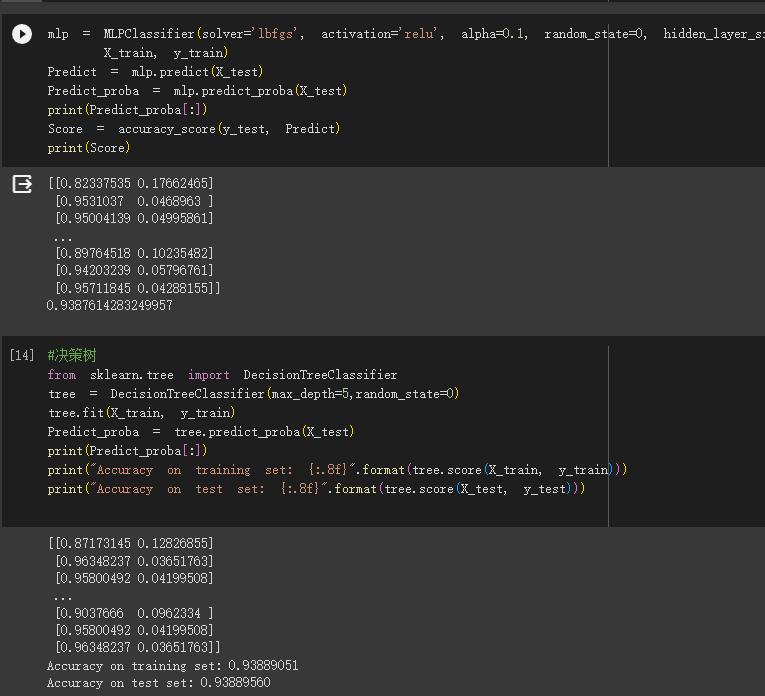 mlp = MLPClassifier(solver='lbfgs', activation='relu', alpha=0.1, random_state=0, hidden_layer_si
X_train, y_train)
Predict = mlp.predict(X_test)
Predict_proba = mlp.predict_proba(X_test)
print(Predict_proba[:])
Score = accuracy_score(y_test, Predict)
print(Score)
[[0.82337535 0.17662465]
[0.9531037 0.0468963 ]
[0.95004139 0.04995861]
...
[0.89764518 0.10235482]
[0.94203239 0.05796761]
[0.95711845 0.04288155]]
0.9387614283249957
[14] #决策树
from sklearn.tree import DecisionTreeClassifier
tree = DecisionTreeClassifier(max_depth=5,random_state=0)
tree.fit(X_train, y_train)
Predict_proba = tree.predict_proba(X_test)
print(Predict_proba[:])
print("Accuracy on training set: {:.8f}".format(tree.score(X_train, y_train)))
print("Accuracy on test set: {:.8f}".format(tree.score(X_test, y_test)))
[[0.87173145 0.12826855]
[0.96348237 0.03651763]
[0.95800492 0.04199508]
...
[0.9037666 0.0962334 ]
[0.95800492 0.04199508]
[0.96348237 0.03651763]]
Accuracy on training set: 0.93889051
Accuracy on test set: 0.93889560